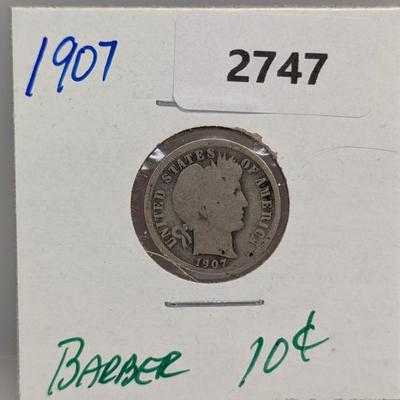 1907
2747
UNITED STATES OF AMERICA
1907
BARBER 10¢